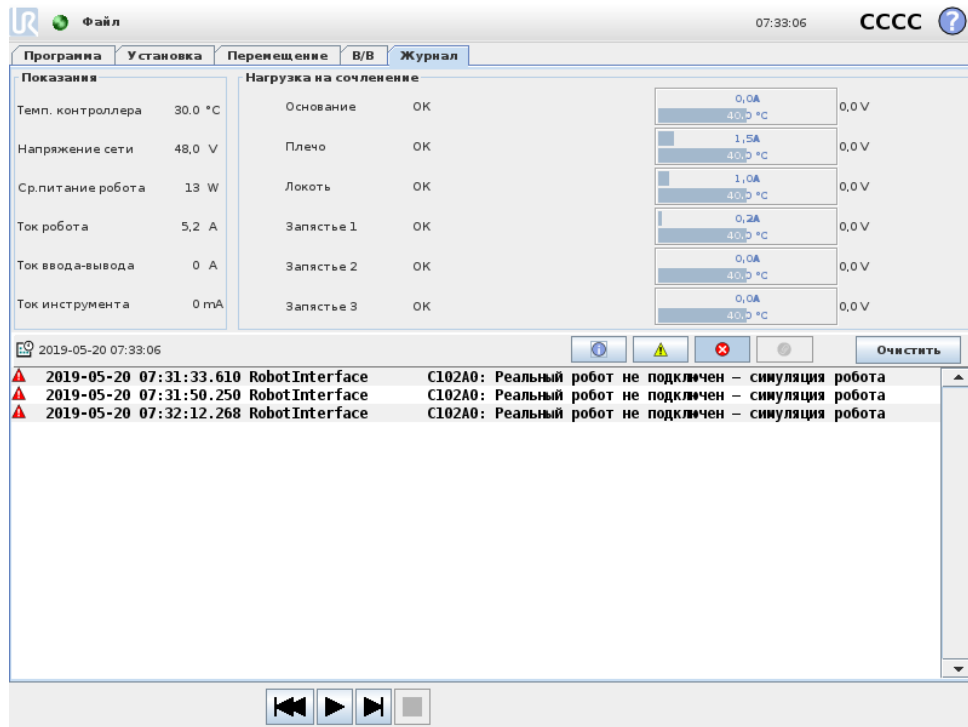 UR Файл 07:33:06 CCCC ?
Программа Установка Перемещение В/В Журнал
Показания
Темп. контроллера 30.0 °C
Напряжение сети 48,0 V
Ср.питание робота 13 W
Ток робота 5,2 A
Ток ввода-вывода 0 A
Ток инструмента 0 mA
Нагрузка на сочленение
Основание OK 0,0A 40,0 °C 0,0 V
Плечо OK 1,5A 40,0 °C 0,0 V
Локоть OK 1,0A 40,0 °C 0,0 V
Запястье 1 OK 0,2A 40,0 °C 0,0 V
Запястье 2 OK 0,0A 40,0 °C 0,0 V
Запястье 3 OK 0,0A 40,0 °C 0,0 V
2019-05-20 07:33:06 Очистить
2019-05-20 07:31:33.610 RobotInterface C102A0: Реальный робот не подключен – симуляция робота
2019-05-20 07:31:50.250 RobotInterface C102A0: Реальный робот не подключен – симуляция робота
2019-05-20 07:32:12.268 RobotInterface C102A0: Реальный робот не подключен – симуляция робота